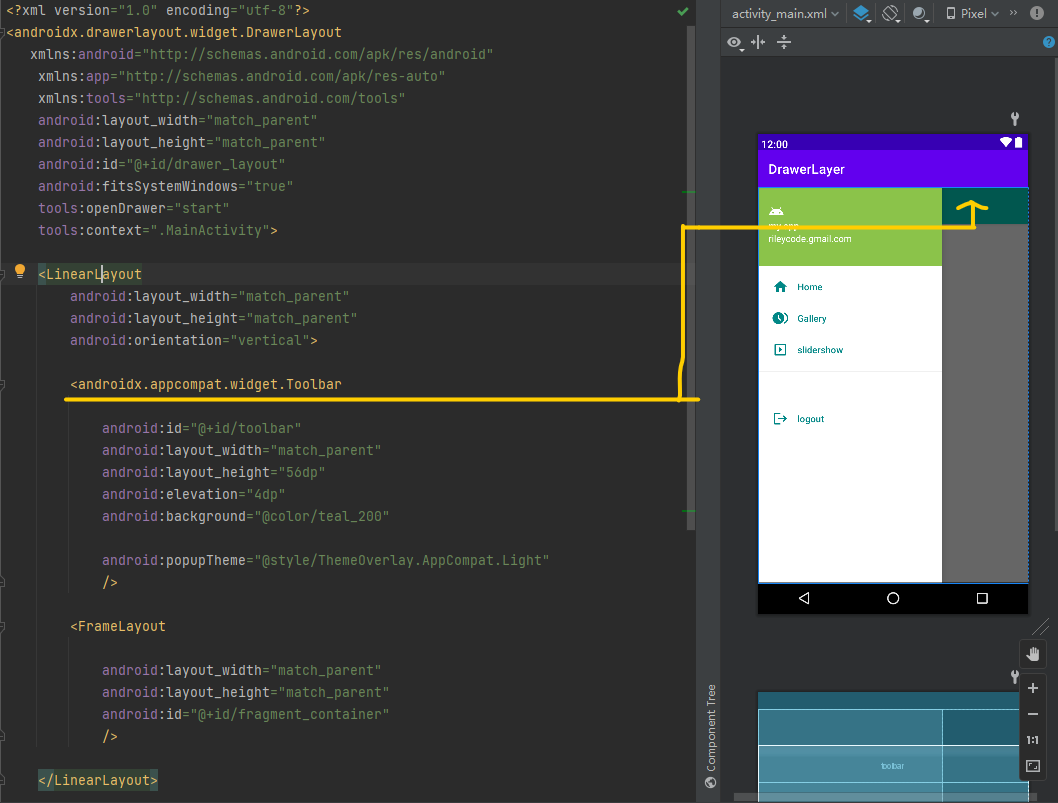 <?xml version="1.0" encoding="utf-8"?>
<androidx.drawerlayout.widget.DrawerLayout
xmlns:android="http://schemas.android.com/apk/res/android"
xmlns:app="http://schemas.android.com/apk/res-auto"
xmlns:tools="http://schemas.android.com/tools"
android:layout_width="match_parent"
android:layout_height="match_parent"
android:id="@+id/drawer_layout"
android:fitsSystemWindows="true"
tools:openDrawer="start"
tools:context=".MainActivity">
<LinearLayout
android:layout_width="match_parent"
android:layout_height="match_parent"
android:orientation="vertical">
<androidx.appcompat.widget.Toolbar
android:id="@+id/toolbar"
android:layout_width="match_parent"
android:layout_height="56dp"
android:elevation="4dp"
android:background="@color/teal_200"
android:popupTheme="@style/ThemeOverlay.AppCompat.Light"
/>
<FrameLayout
android:layout_width="match_parent"
android:layout_height="match_parent"
android:id="@+id/fragment_container"
/>
</LinearLayout>
Component Tree
activity_main.xml
Pixel
12:00
DrawerLayer
rileycode.gmail.com
Home
Gallery
slidershow
logout
1:1
toolbar